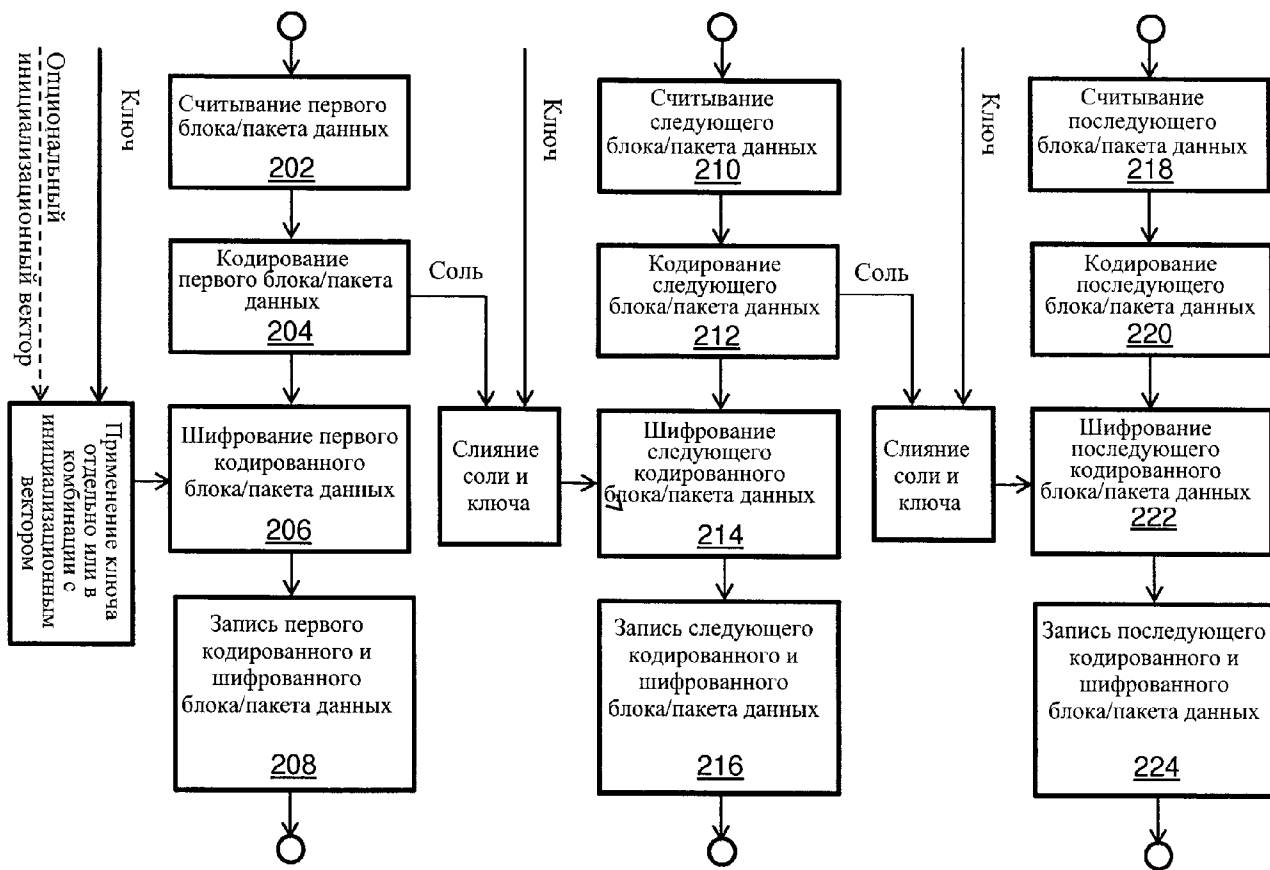 Опциональный
инициализационный вектор
Ключ
Применение ключа
отдельно или в
комбинации с
инициализационным
вектором
Считывание первого
блока/пакета данных
202
Кодирование
первого блока/пакета
данных
204
Соль
Шифрование первого
кодированного
блока/пакета данных
206
Запись первого
кодированного и
шифрованного
блока/пакета данных
208
Ключ
Слияние
соли и
ключа
Считывание
следующего
блока/пакета данных
210
Кодирование
следующего
блока/пакета данных
212
Соль
Шифрование
следующего
кодированного
блока/пакета данных
214
Запись следующего
кодированного и
шифрованного
блока/пакета данных
216
Ключ
Слияние
соли и
ключа
Считывание
последующего
блока/пакета данных
218
Кодирование
последующего
блока/пакета данных
220
Шифрование
последующего
кодированного
блока/пакета данных
222
Запись последующего
кодированного и
шифрованного
блока/пакета данных
224